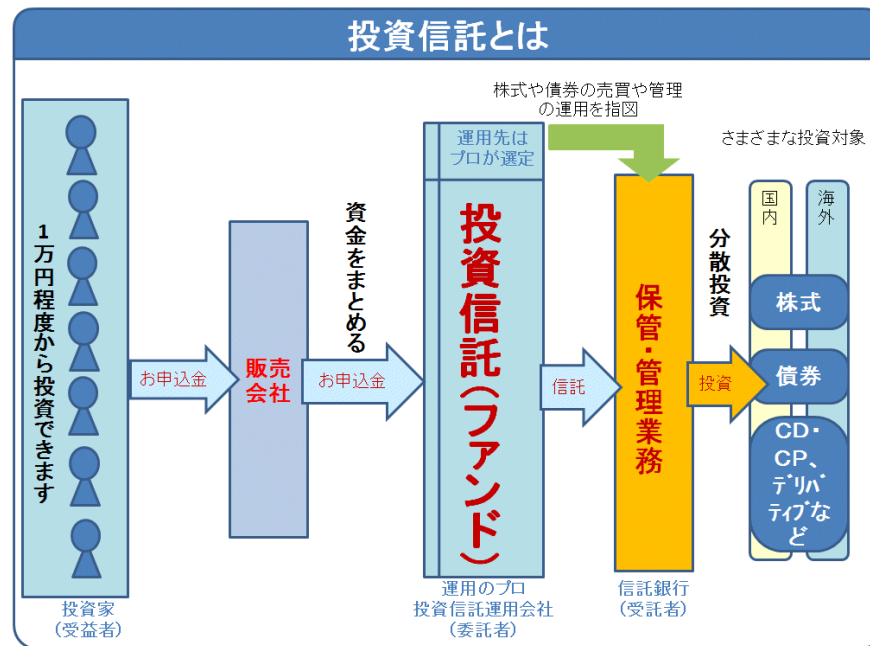 投資信託とは
1万円程度から投資できます
投資家
（受益者）
お申込金
販売
会社
資金をまとめる
お申込金
運用先は
プロが選定
投資信託（ファンド）
運用のプロ
投資信託運用会社
（委託者）
株式や債券の売買や管理
の運用を指図
信託
保管・管理業務
信託銀行
（受託者）
分散投資
投資
さまざまな投資対象
国内
海外
株式
債券
CD・
CP、
デリバ
ティブな
ど